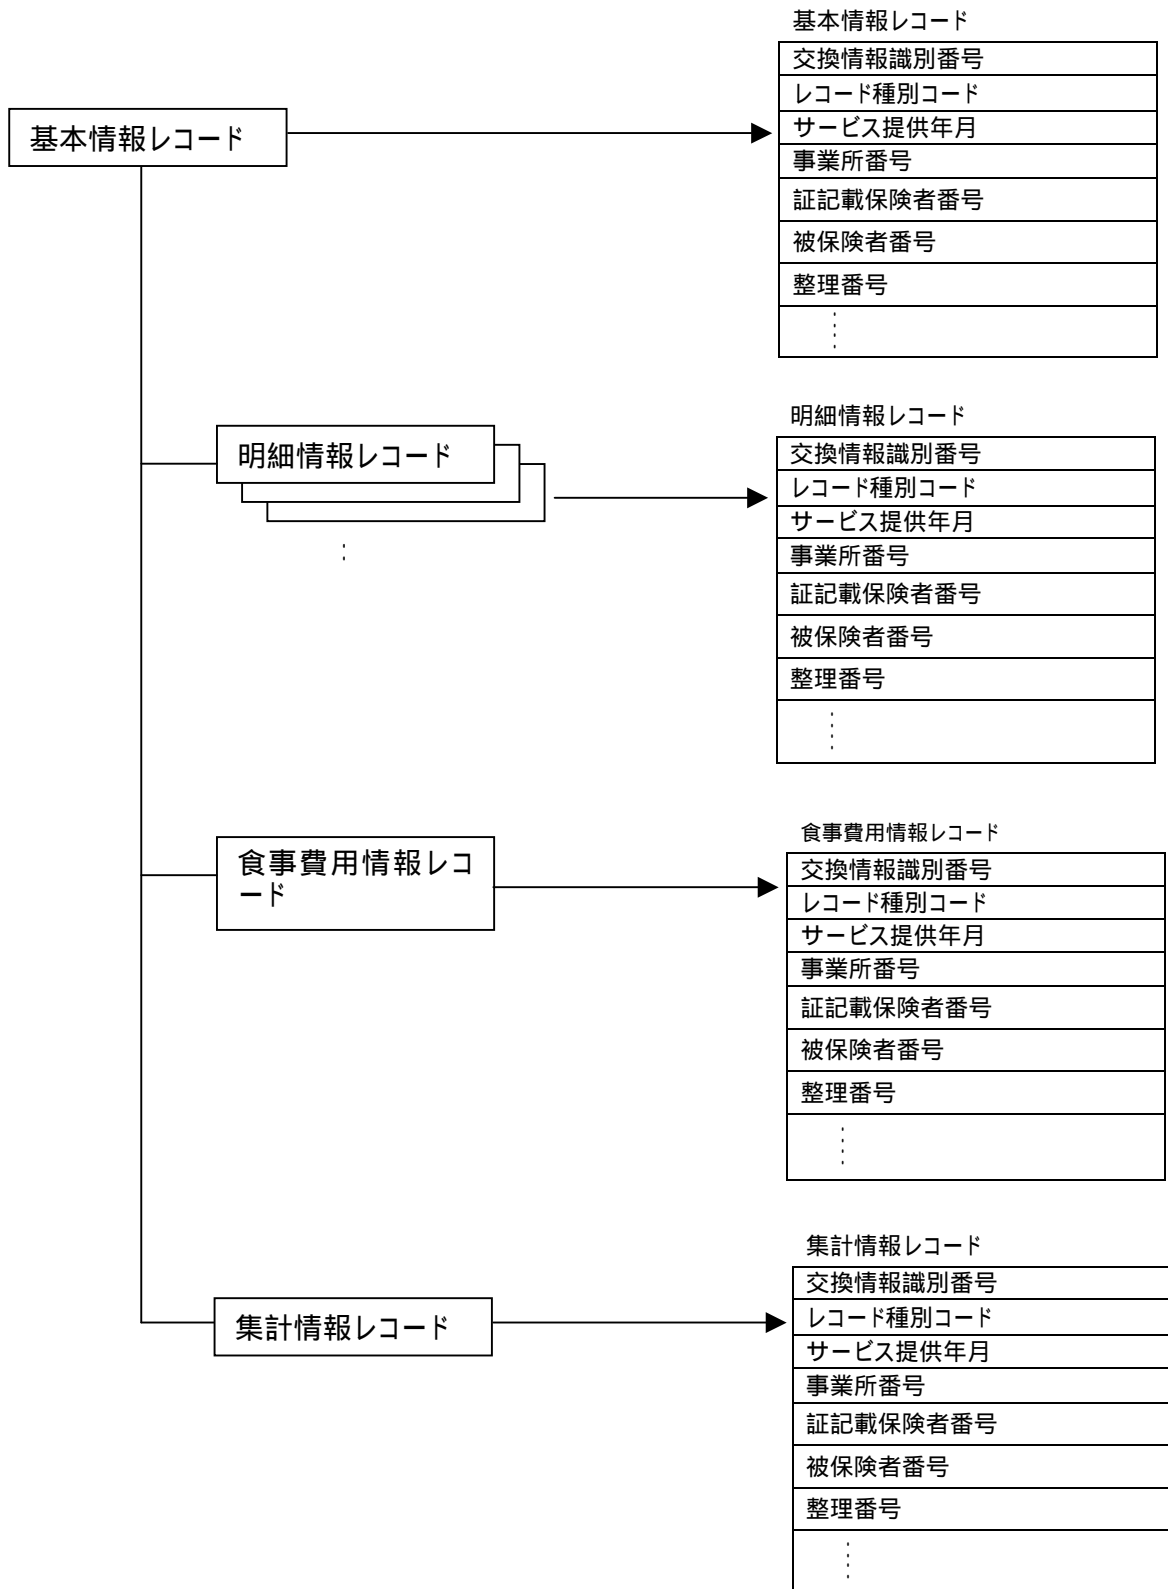 基本情報レコード
基本情報レコード
交換情報識別番号
レコード種別コード
サービス提供年月
事業所番号
証記載保険者番号
被保険者番号
整理番号
明細情報レコード
明細情報レコード
交換情報識別番号
レコード種別コード
サービス提供年月
事業所番号
証記載保険者番号
被保険者番号
整理番号
食事費用情報レコ
ード
食事費用情報レコード
交換情報識別番号
レコード種別コード
サービス提供年月
事業所番号
証記載保険者番号
被保険者番号
整理番号
集計情報レコード
集計情報レコード
交換情報識別番号
レコード種別コード
サービス提供年月
事業所番号
証記載保険者番号
被保険者番号
整理番号